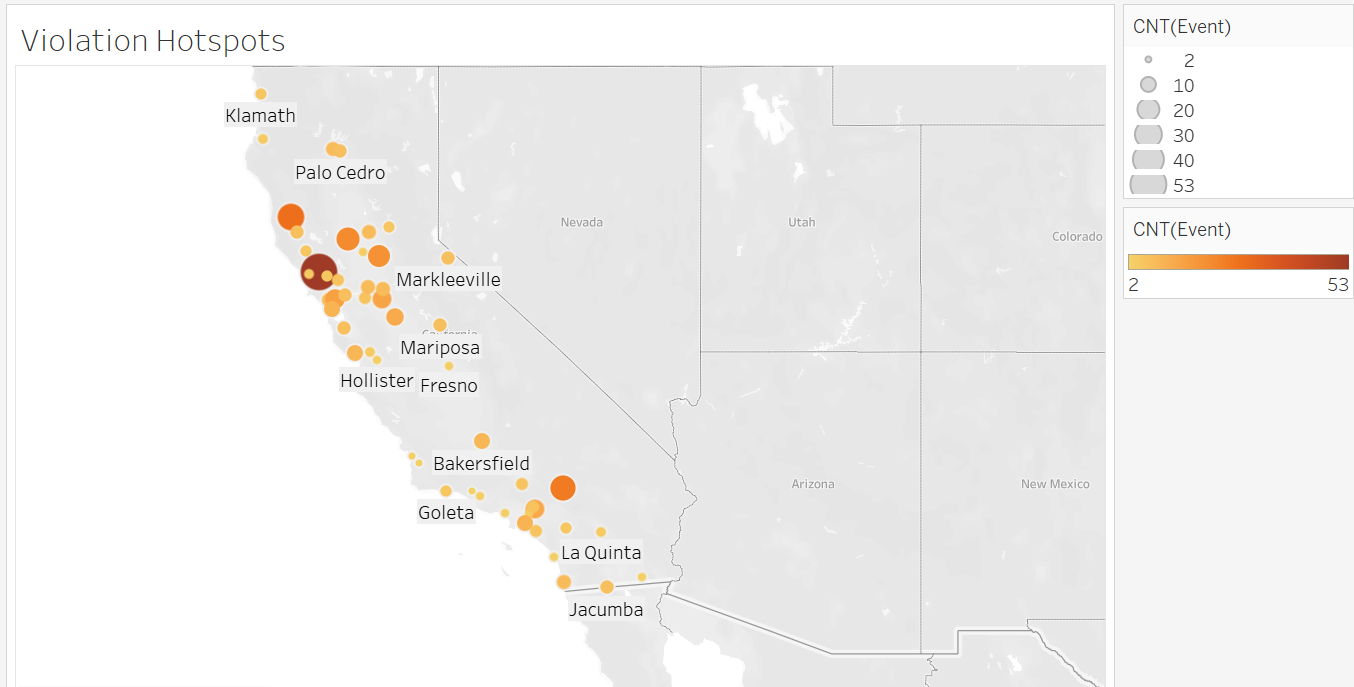 Violation Hotspots
Klamath
Palo Cedro
Nevada
Utah
Colorado
Markleeville
California
Mariposa
Hollister
Fresno
Bakersfield
Arizona
New Mexico
Goleta
La Quinta
Jacumba
CNT(Event)
2
10
20
30
40
53
CNT(Event)
2 53